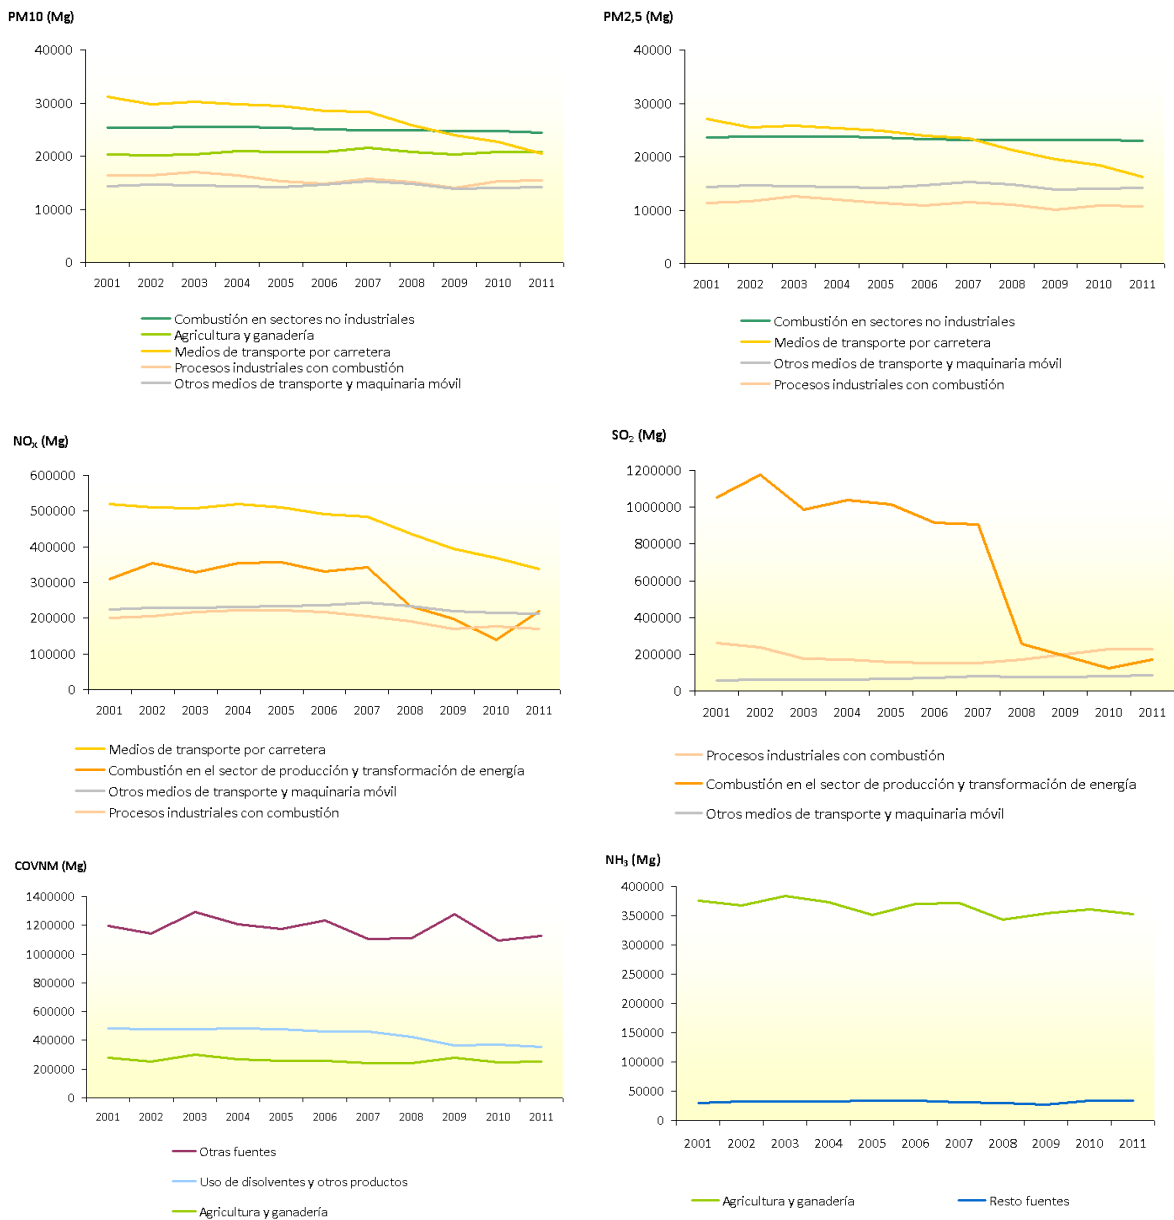 PM10 (Mg)
40000
30000
20000
10000
0
2001 2002 2003 2004 2005 2006 2007 2008 2009 2010 2011
Combustión en sectores no industriales
Agricultura y ganadería
Medios de transporte por carretera
Procesos industriales con combustión
Otros medios de transporte y maquinaria móvil
PM2,5 (Mg)
40000
30000
20000
10000
0
2001 2002 2003 2004 2005 2006 2007 2008 2009 2010 2011
Combustión en sectores no industriales
Medios de transporte por carretera
Otros medios de transporte y maquinaria móvil
Procesos industriales con combustión
NOₓ (Mg)
600000
500000
400000
300000
200000
100000
0
2001 2002 2003 2004 2005 2006 2007 2008 2009 2010 2011
Medios de transporte por carretera
Combustión en el sector de producción y transformación de energía
Otros medios de transporte y maquinaria móvil
Procesos industriales con combustión
SO₂ (Mg)
1200000
1000000
800000
600000
400000
200000
0
2001 2002 2003 2004 2005 2006 2007 2008 2009 2010 2011
Procesos industriales con combustión
Combustión en el sector de producción y transformación de energía
Otros medios de transporte y maquinaria móvil
COVNM (Mg)
1400000
1200000
1000000
800000
600000
400000
200000
0
2001 2002 2003 2004 2005 2006 2007 2008 2009 2010 2011
Otras fuentes
Uso de disolventes y otros productos
Agricultura y ganadería
NH₃ (Mg)
400000
350000
300000
250000
200000
150000
100000
50000
0
2001 2002 2003 2004 2005 2006 2007 2008 2009 2010 2011
Agricultura y ganadería
Resto fuentes